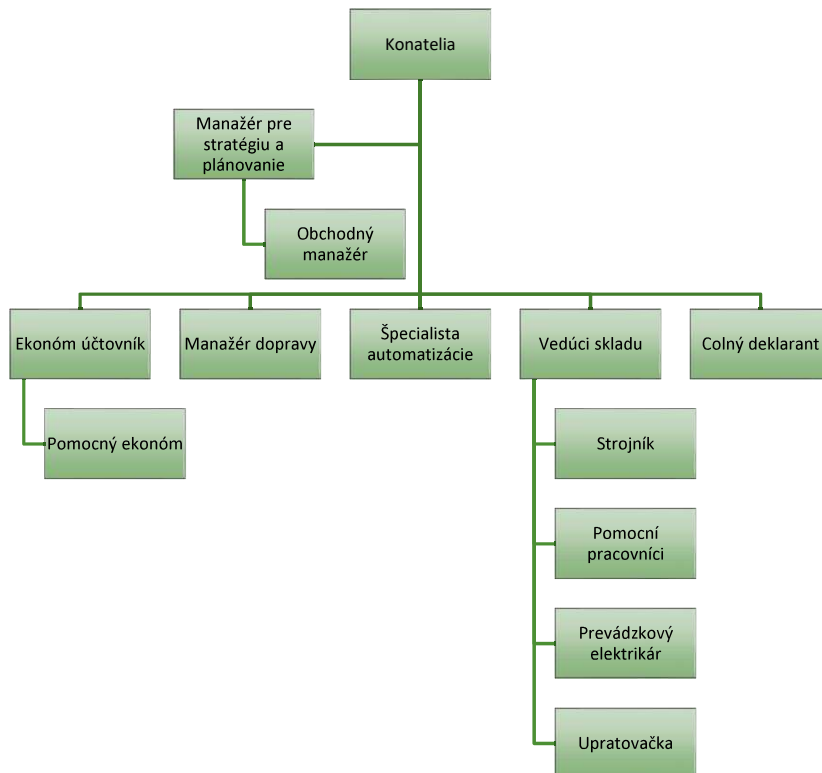 Konatelia
Manažér pre
stratégiu a
plánovanie
Obchodný
manažér
Ekonóm účtovník
Manažér dopravy
Špecialista
automatizácie
Vedúci skladu
Colný deklarant
Pomocný ekonóm
Strojník
Pomocní
pracovníci
Prevádzkový
elektrikár
Upratovačka